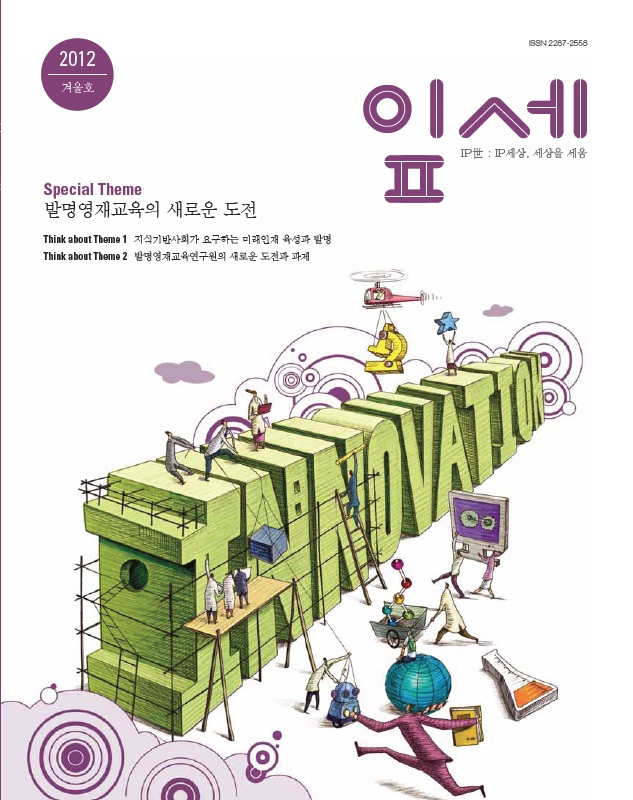 2012
겨울호
ISSN 2287-2558
잎세
IP世 : IP세상, 세상을 세움
Special Theme
발명영재교육의 새로운 도전
Think about Theme 1 지식기반사회가 요구하는 미래인재 육성과 발명
Think about Theme 2 발명영재교육연구원의 새로운 도전과 과제
INNOVATION